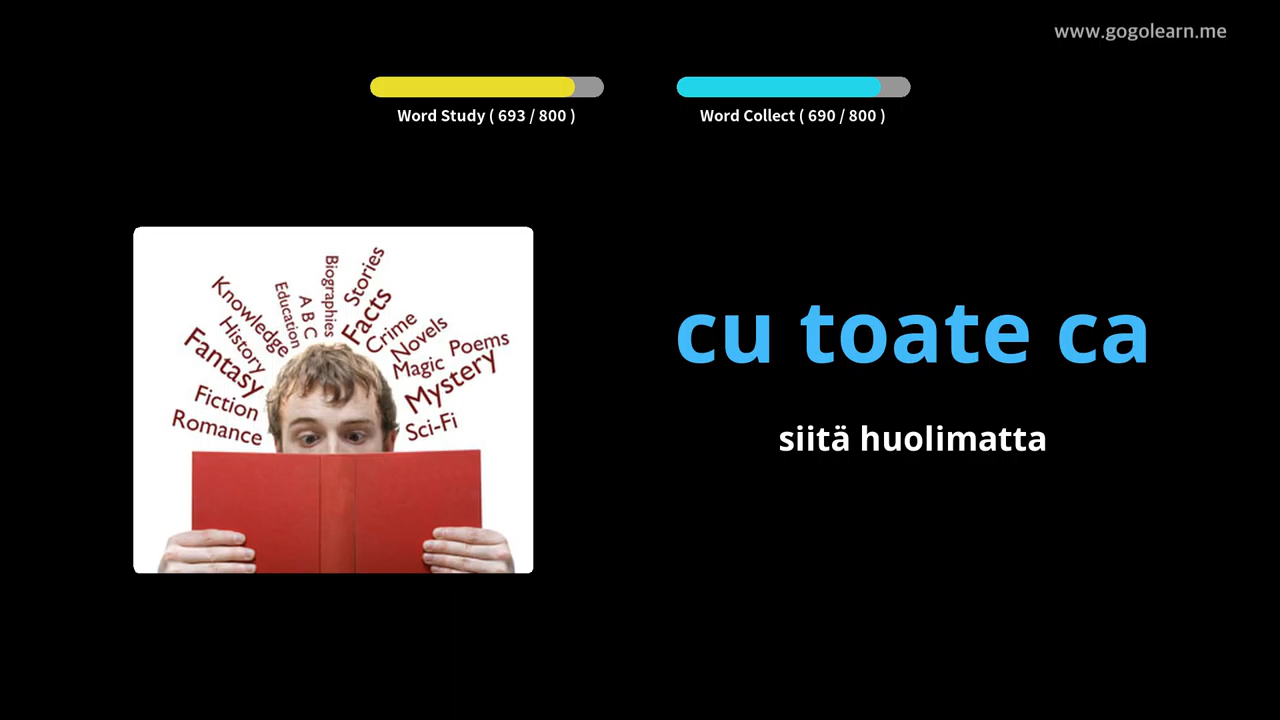 www.gogolearn.me
Word Study ( 693 / 800 )
Word Collect ( 690 / 800 )
cu toate ca
siitä huolimatta
Knowledge
Education
A B C
Biographies
Stories
Facts
Crime
Novels
Poems
Magic
Mystery
Sci-Fi
History
Fantasy
Fiction
Romance